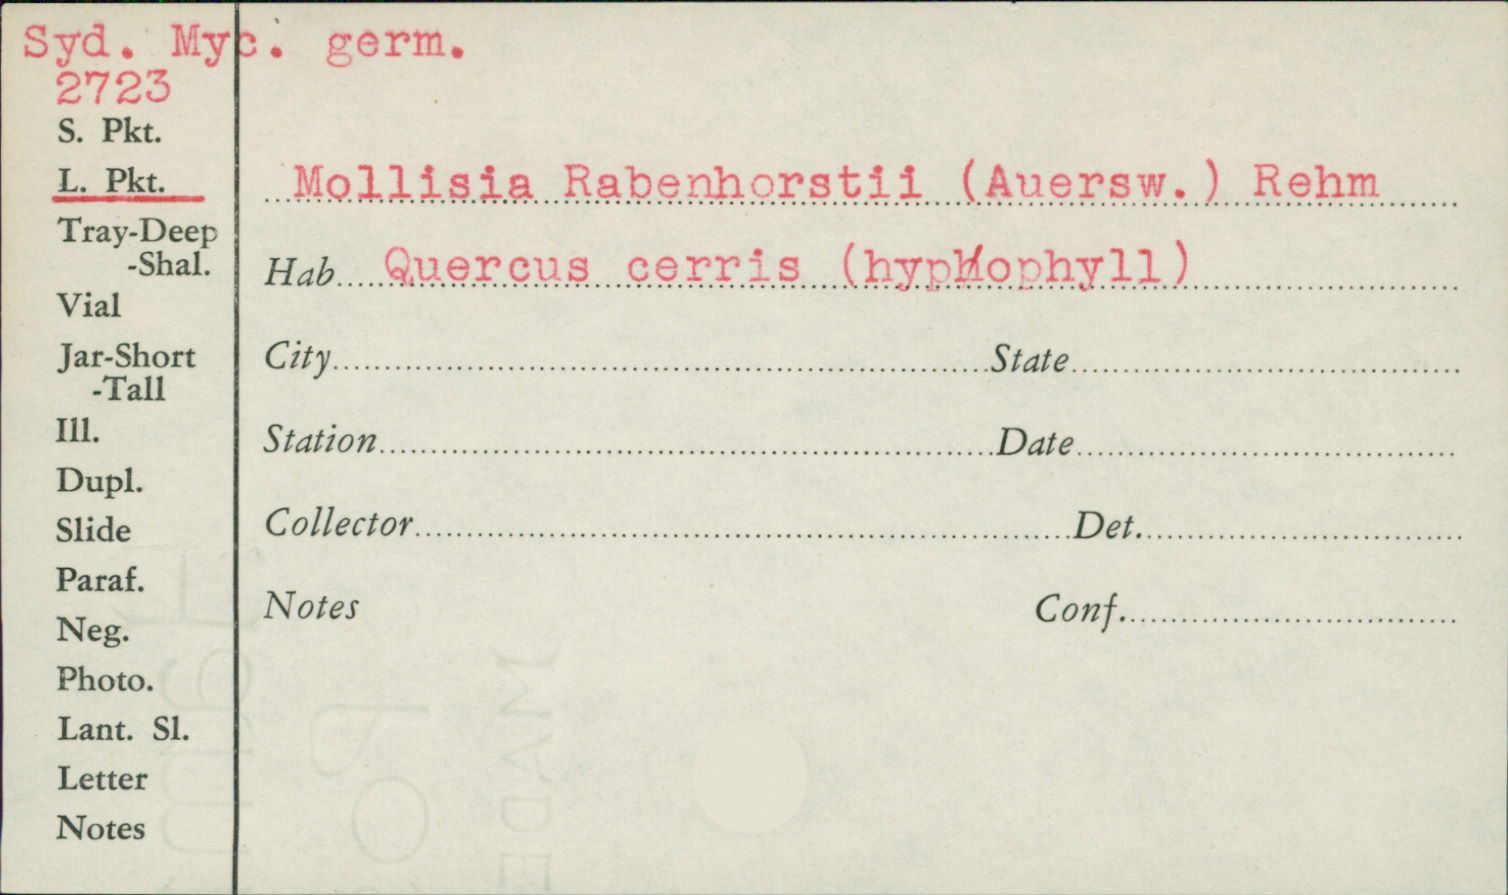 Syd. Myc. germ.
2723
S. Pkt.
L. Pkt.
Mollisia Rabenhorstii (Auersw.) Rehm
Tray-Deep
-Shal.
Hab. Quercus cerris (hypophyll)
Vial
Jar-Short
-Tall
City State
Ill.
Station Date
Dupl.
Slide
Collector Det.
Paraf.
Neg.
Notes Conf.
Photo.
Lant. Sl.
Letter
Notes